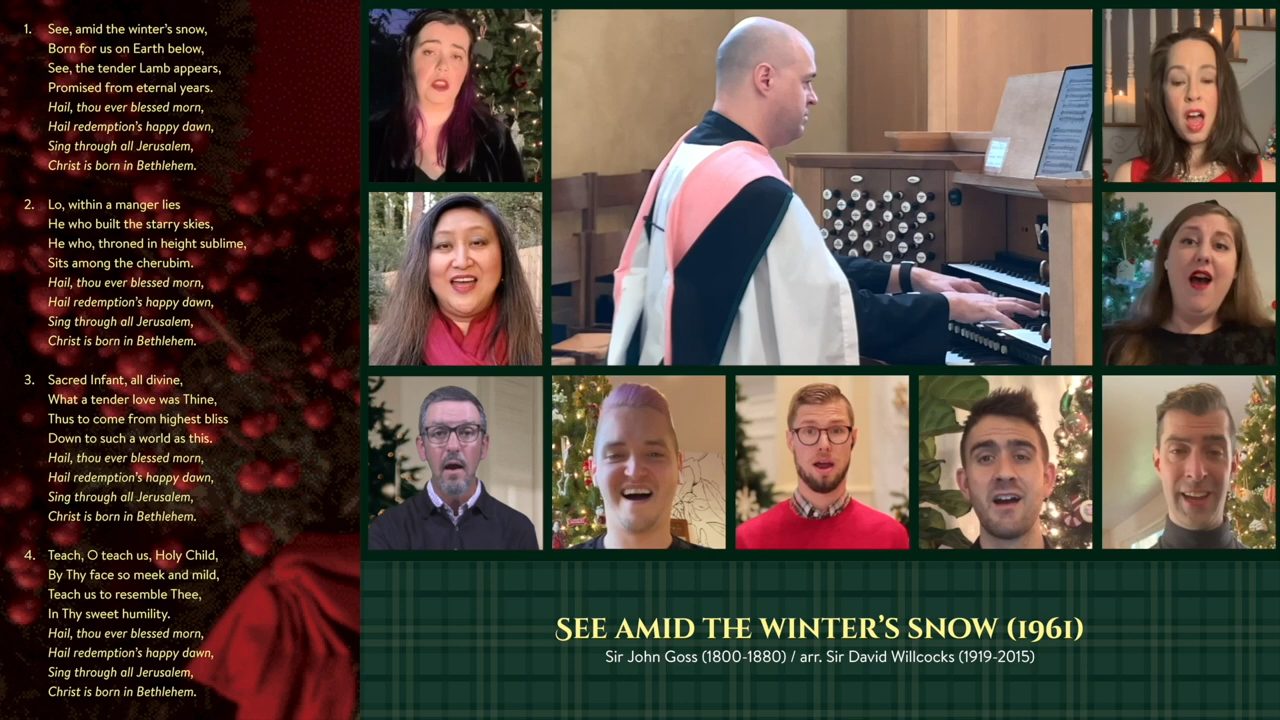 1. See, amid the winter's snow,
Born for us on Earth below,
See, the tender Lamb appears,
Promised from eternal years.
Hail, thou ever blessed morn,
Hail redemption's happy dawn,
Sing through all Jerusalem,
Christ is born in Bethlehem.
2. Lo, within a manger lies
He who built the starry skies,
He who, throned in height sublime,
Sits among the cherubim.
Hail, thou ever blessed morn,
Hail redemption's happy dawn,
Sing through all Jerusalem,
Christ is born in Bethlehem.
3. Sacred Infant, all divine,
What a tender love was Thine,
Thus to come from highest bliss
Down to such a world as this.
Hail, thou ever blessed morn,
Hail redemption's happy dawn,
Sing through all Jerusalem,
Christ is born in Bethlehem.
4. Teach, O teach us, Holy Child,
By Thy face so meek and mild,
Teach us to resemble Thee,
In Thy sweet humility.
Hail, thou ever blessed morn,
Hail redemption's happy dawn,
Sing through all Jerusalem,
Christ is born in Bethlehem.
SEE AMID THE WINTER'S SNOW (1961)
Sir John Goss (1800-1880) / arr. Sir David Willcocks (1919-2015)